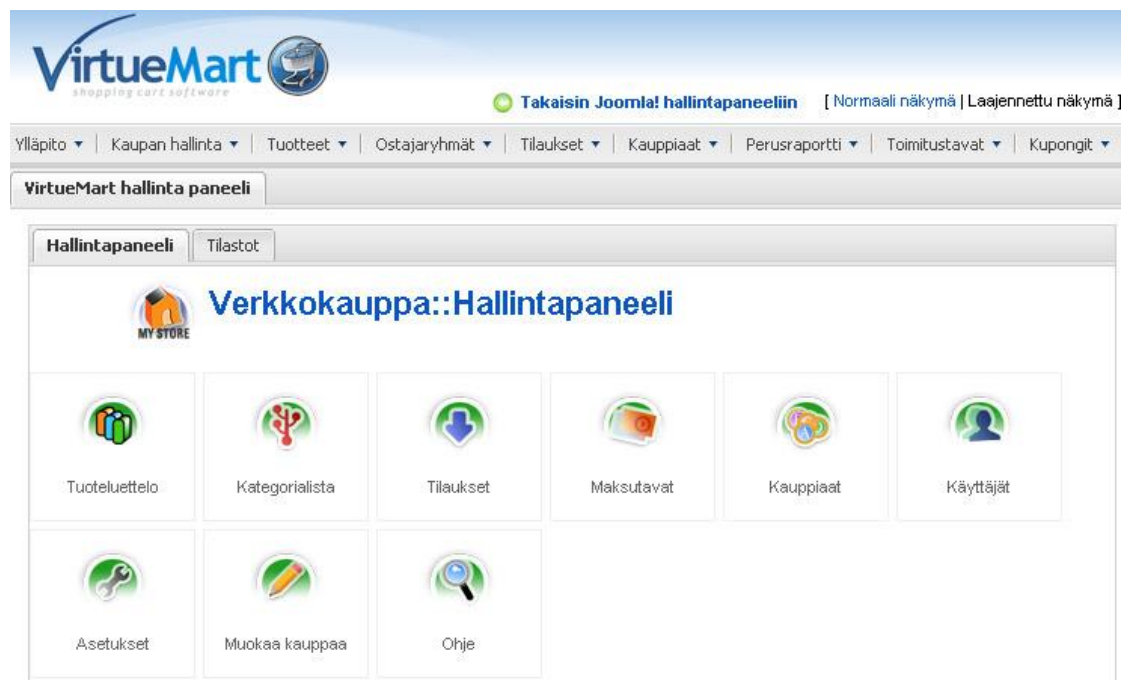 VirtueMart
shopping cart software
Takaisin Joomla! hallintapaneeliin [ Normaali näkymä | Laajennettu näkymä ]
Ylläpito | Kaupan hallinta | Tuotteet | Ostajaryhmät | Tilaukset | Kauppiaat | Perusraportti | Toimitustavat | Kupongit
VirtueMart hallinta paneeli
Hallintapaneeli Tilastot
MY STORE Verkkokauppa::Hallintapaneeli
Tuoteluettelo Kategorialista Tilaukset Maksutavat Kauppiaat Käyttäjät
Asetukset Muokaa kauppaa Ohje